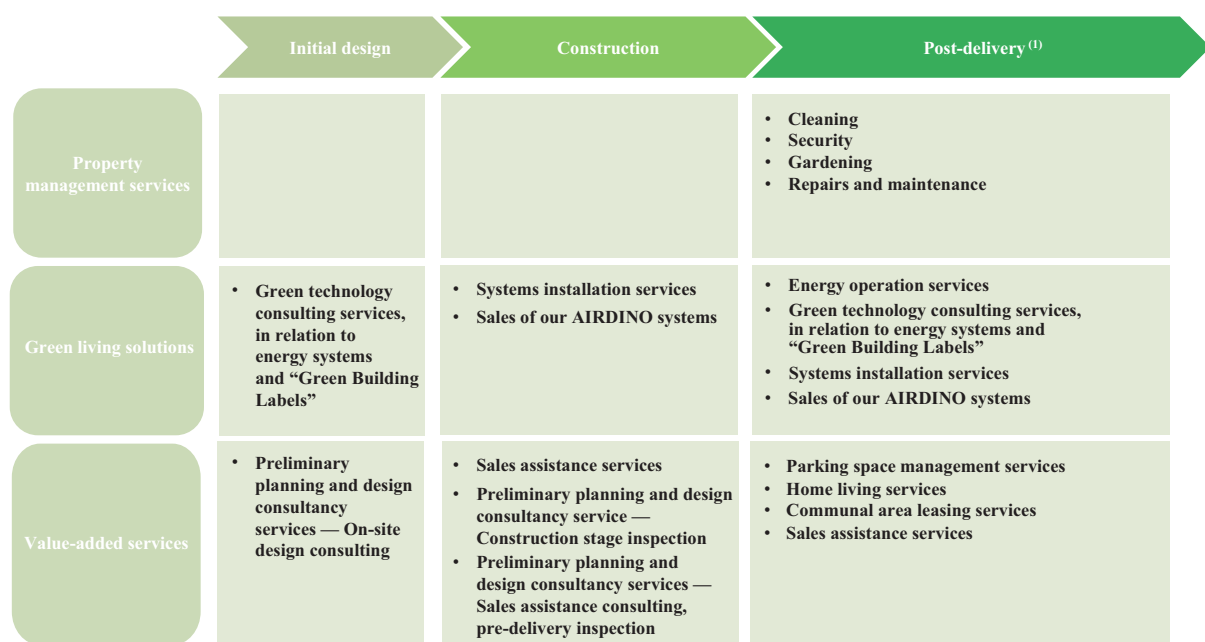 Initial design
Construction
Post-delivery (1)
Property
management services
• Cleaning
• Security
• Gardening
• Repairs and maintenance
Green living solutions
• Green technology
consulting services,
in relation to
energy systems
and “Green Building
Labels”
• Systems installation services
• Sales of our AIRDINO systems
• Energy operation services
• Green technology consulting services,
in relation to energy systems and
“Green Building Labels”
• Systems installation services
• Sales of our AIRDINO systems
Value-added services
• Preliminary
planning and design
consultancy
services — On-site
design consulting
• Sales assistance services
• Preliminary planning and design
consultancy service —
Construction stage inspection
• Preliminary planning and
design consultancy services —
Sales assistance consulting,
pre-delivery inspection
• Parking space management services
• Home living services
• Communal area leasing services
• Sales assistance services